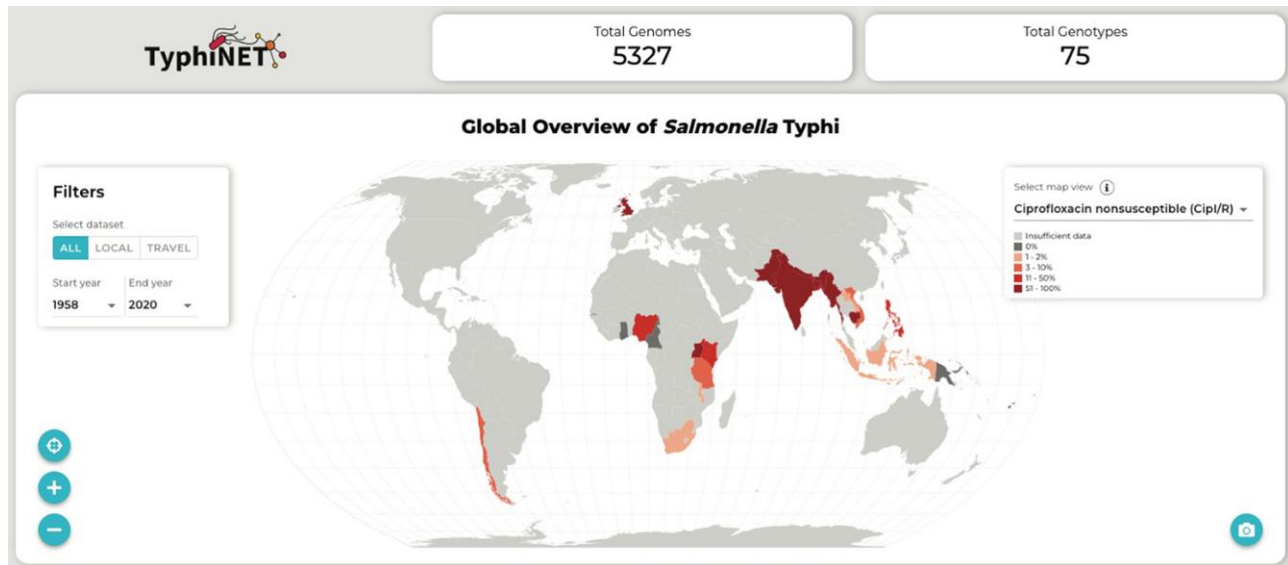 TyphiNET
Total Genomes
5327
Total Genotypes
75
Global Overview of Salmonella Typhi
Filters
Select dataset
ALL LOCAL TRAVEL
Start year End year
1958 2020
Select map view i
Ciprofloxacin nonsusceptible (CipI/R)
Insufficient data
0%
1 - 2%
3 - 10%
11 - 50%
51 - 100%